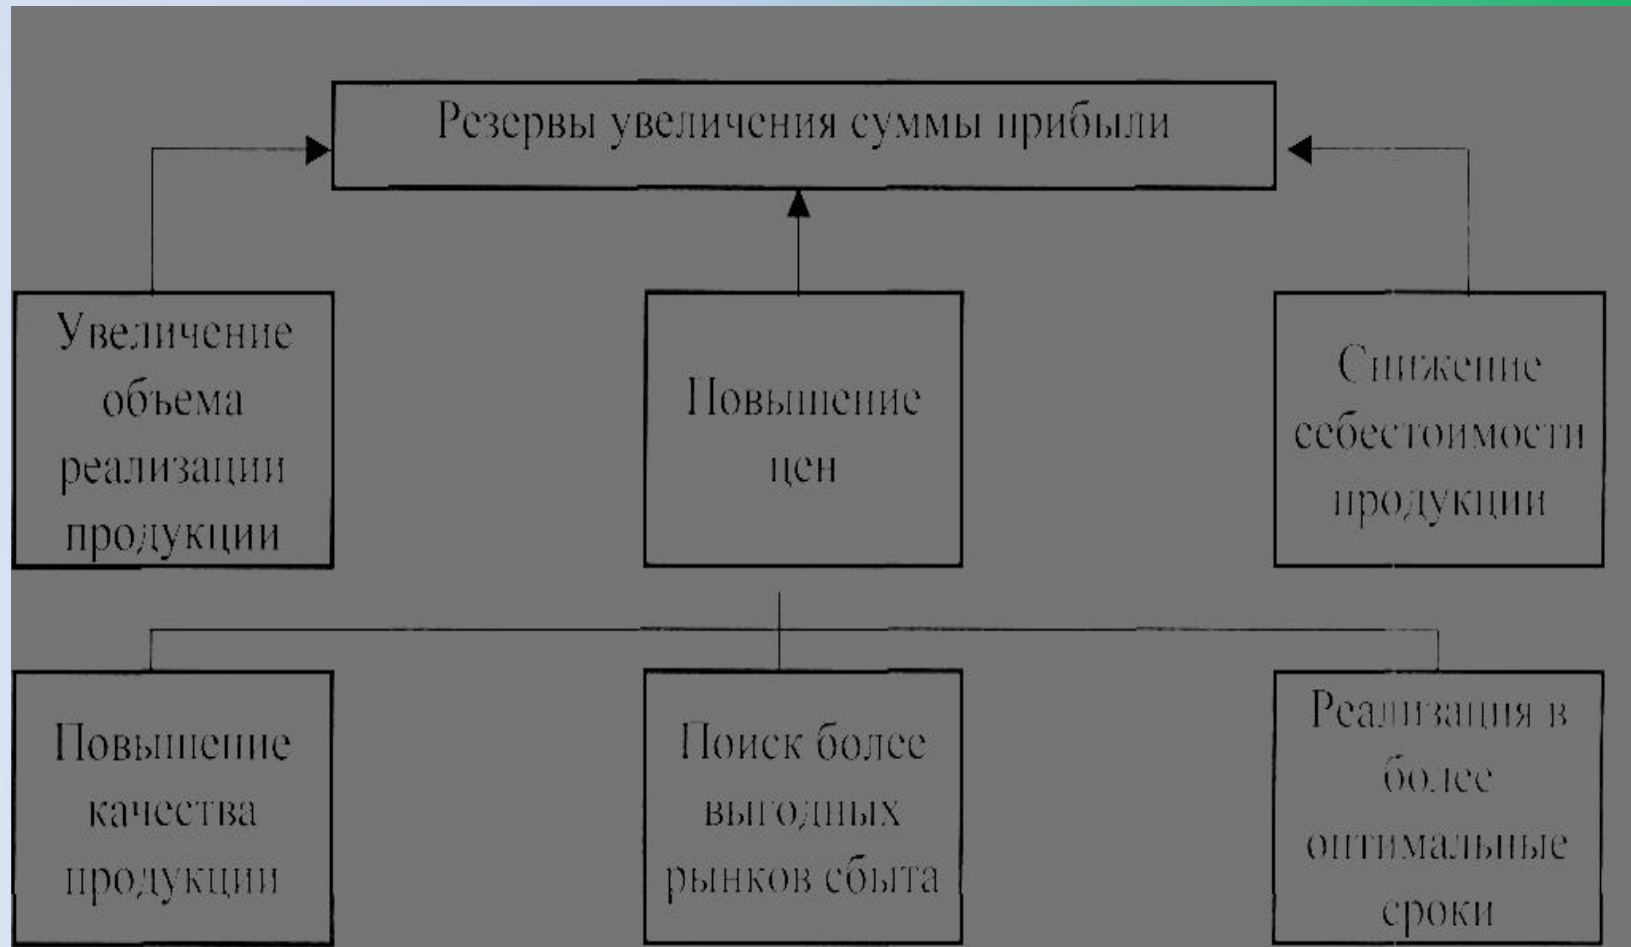 Резервы увеличения суммы прибыли
Увеличение
объема
реализации
продукции
Повышение
цен
Снижение
себестоимости
продукции
Повышение
качества
продукции
Поиск более
выгодных
рынков сбыта
Реализация в
более
оптимальные
сроки